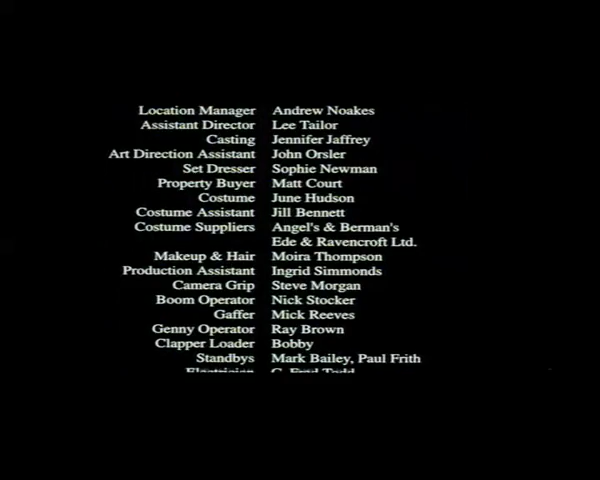 Location Manager Andrew Noakes
Assistant Director Lee Tailor
Casting Jennifer Jaffrey
Art Direction Assistant John Orsler
Set Dresser Sophie Newman
Property Buyer Matt Court
Costume June Hudson
Costume Assistant Jill Bennett
Costume Suppliers Angel's & Berman's
Ede & Ravencroft Ltd.
Makeup & Hair Moira Thompson
Production Assistant Ingrid Simmonds
Camera Grip Steve Morgan
Boom Operator Nick Stocker
Gaffer Mick Reeves
Genny Operator Ray Brown
Clapper Loader Bobby
Standbys Mark Bailey, Paul Frith
Electrician